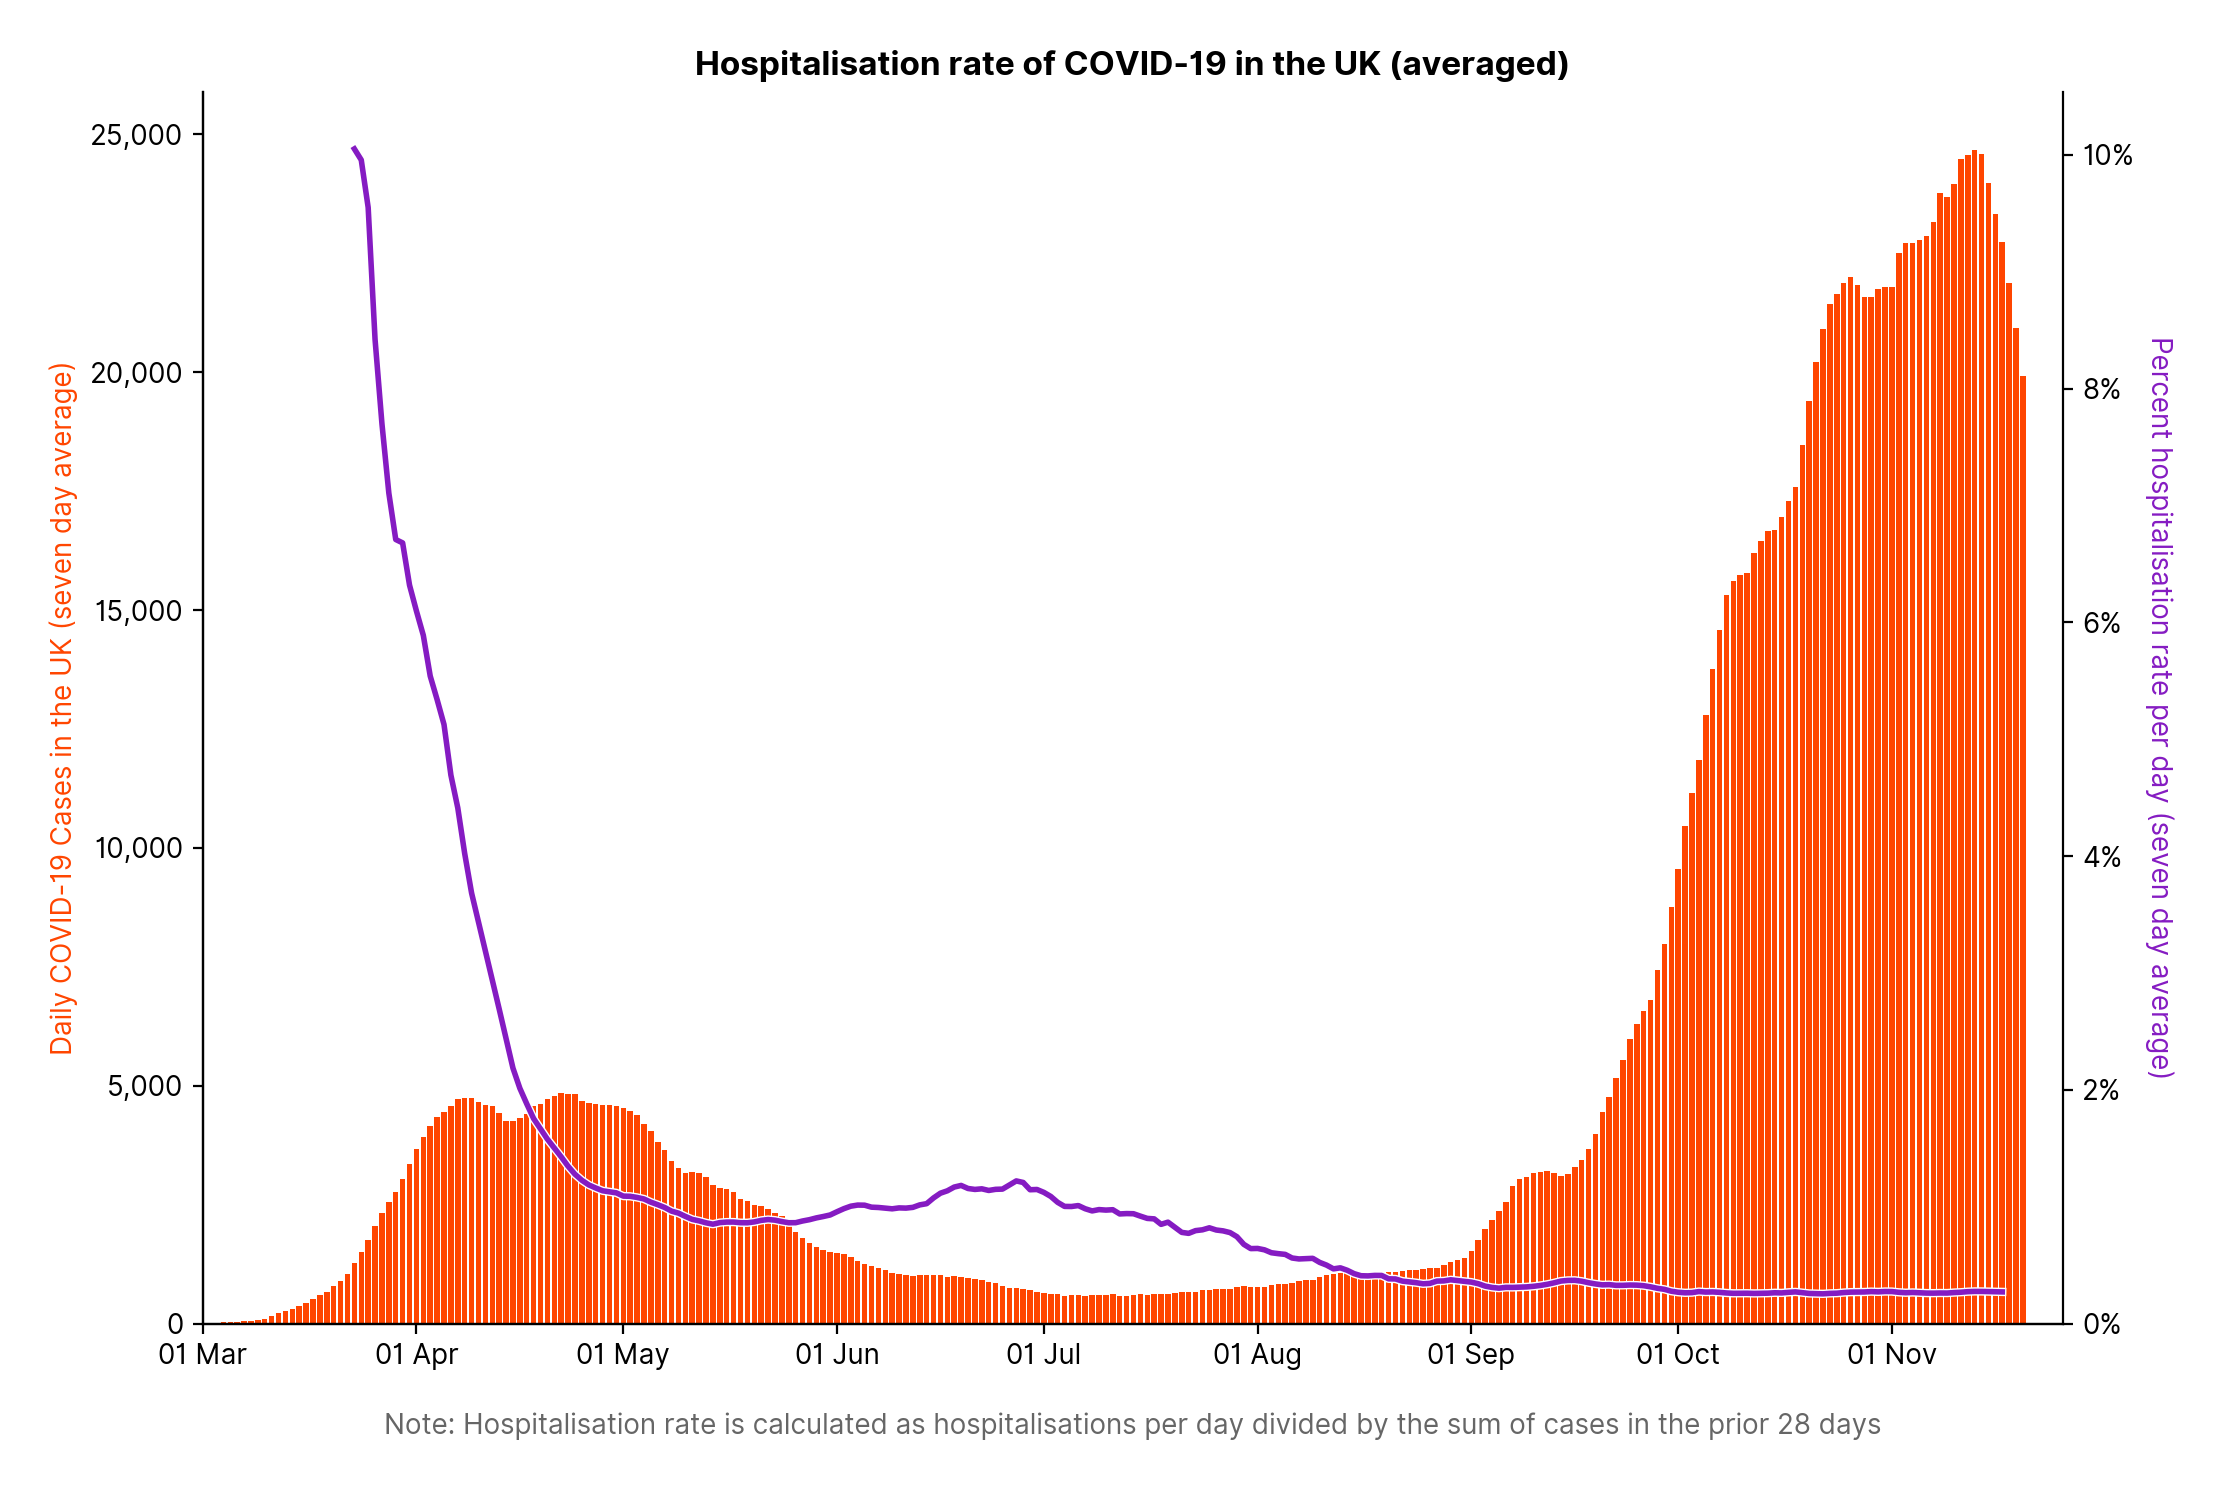 Hospitalisation rate of COVID-19 in the UK (averaged)
Daily COVID-19 Cases in the UK (seven day average)
25,000
20,000
15,000
10,000
5,000
0
10%
8%
6%
4%
2%
0%
Percent hospitalisation rate per day (seven day average)
01 Mar
01 Apr
01 May
01 Jun
01 Jul
01 Aug
01 Sep
01 Oct
01 Nov
Note: Hospitalisation rate is calculated as hospitalisations per day divided by the sum of cases in the prior 28 days